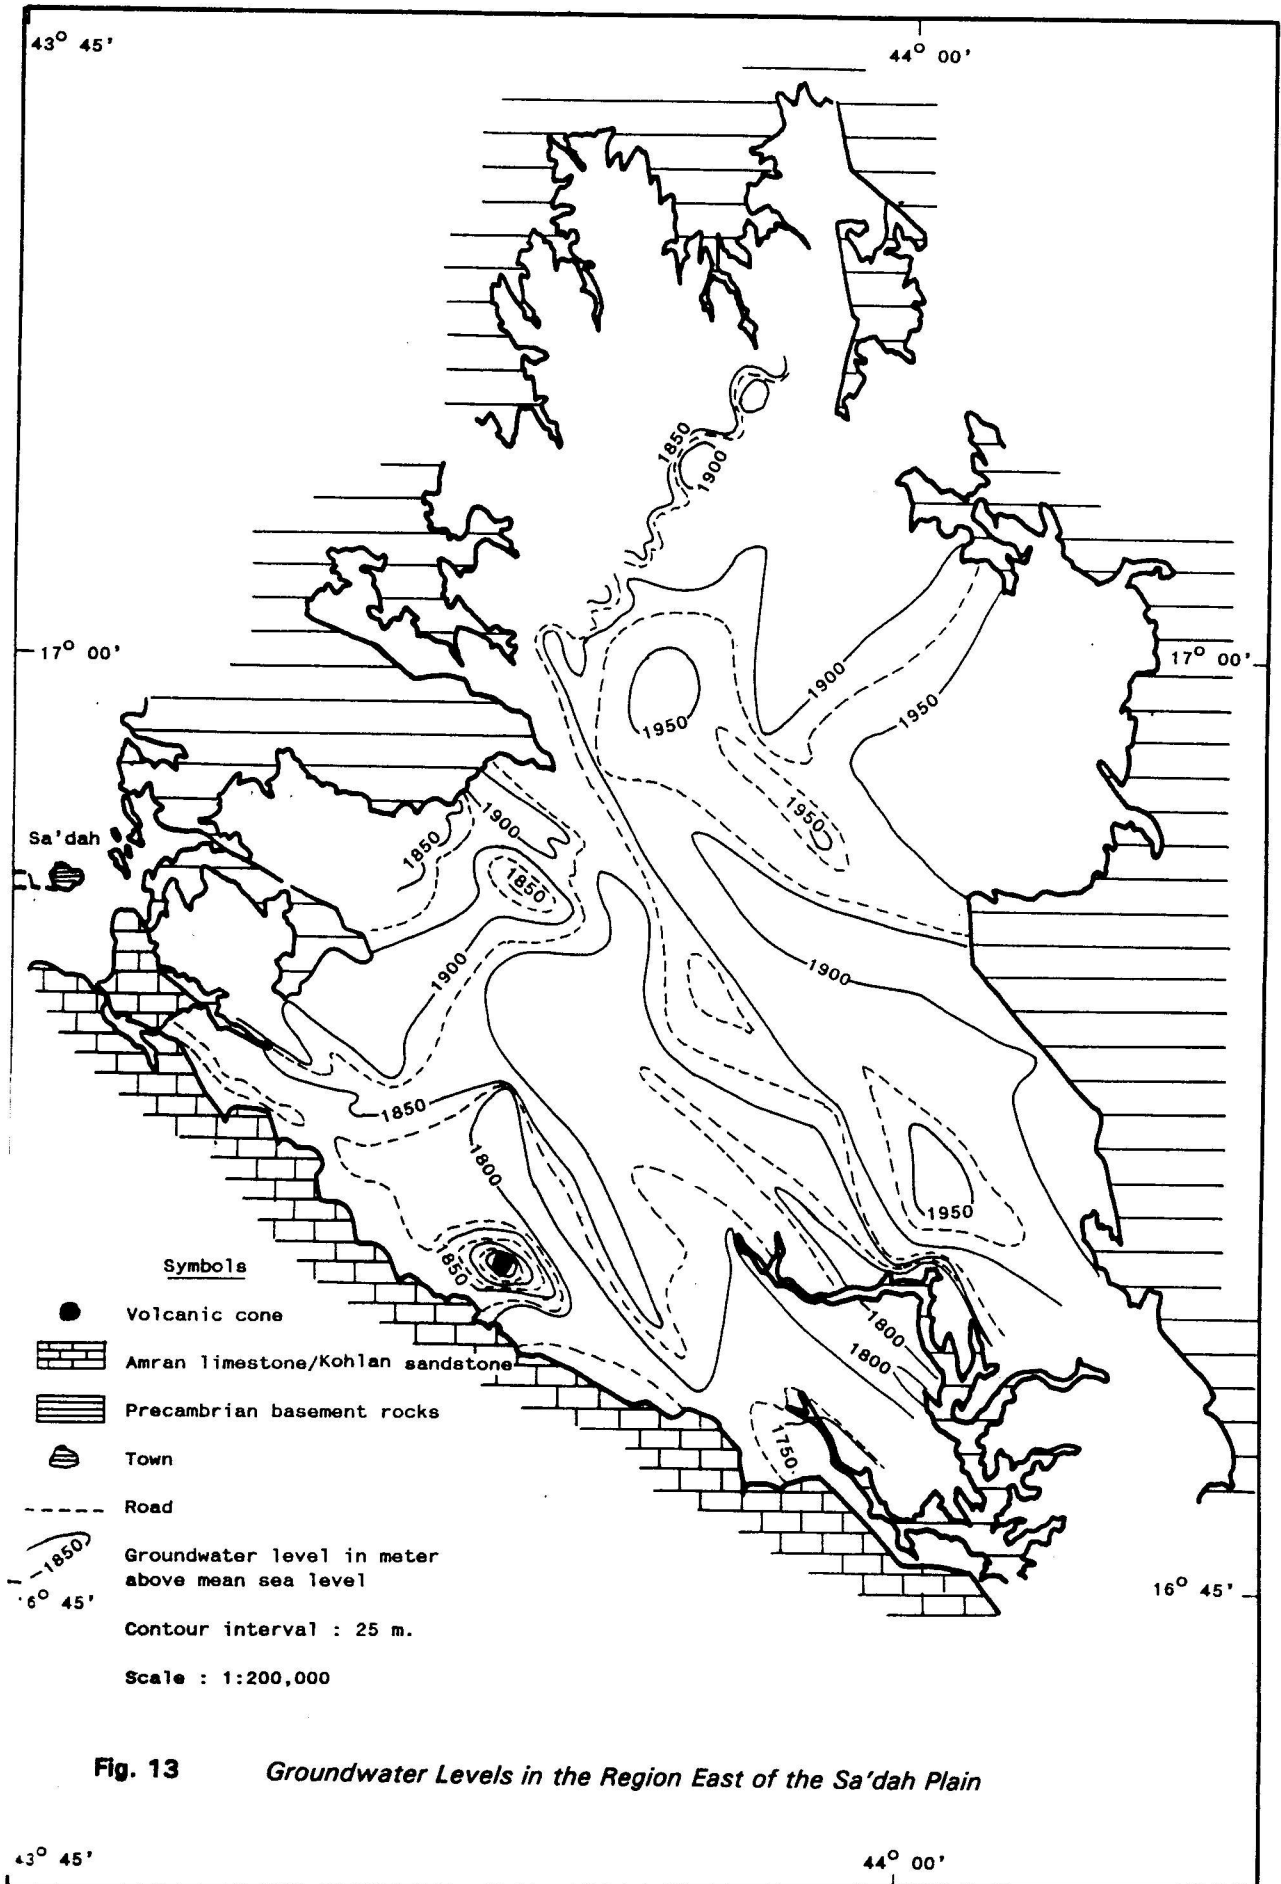 43° 45'
44° 00'
1850
1900
17° 00'
17° 00'
1900
1950
1950
1950
Sa'dah
1900
1850
1850
1900
1900
1850
1800
1950
1850
1800
1800
1750
Symbols
Volcanic cone
Amran limestone/Kohlan sandstone
Precambrian basement rocks
Town
Road
1850
Groundwater level in meter
above mean sea level
6° 45'
16° 45'
Contour interval : 25 m.
Scale : 1:200,000
Fig. 13 Groundwater Levels in the Region East of the Sa'dah Plain
43° 45'
44° 00'